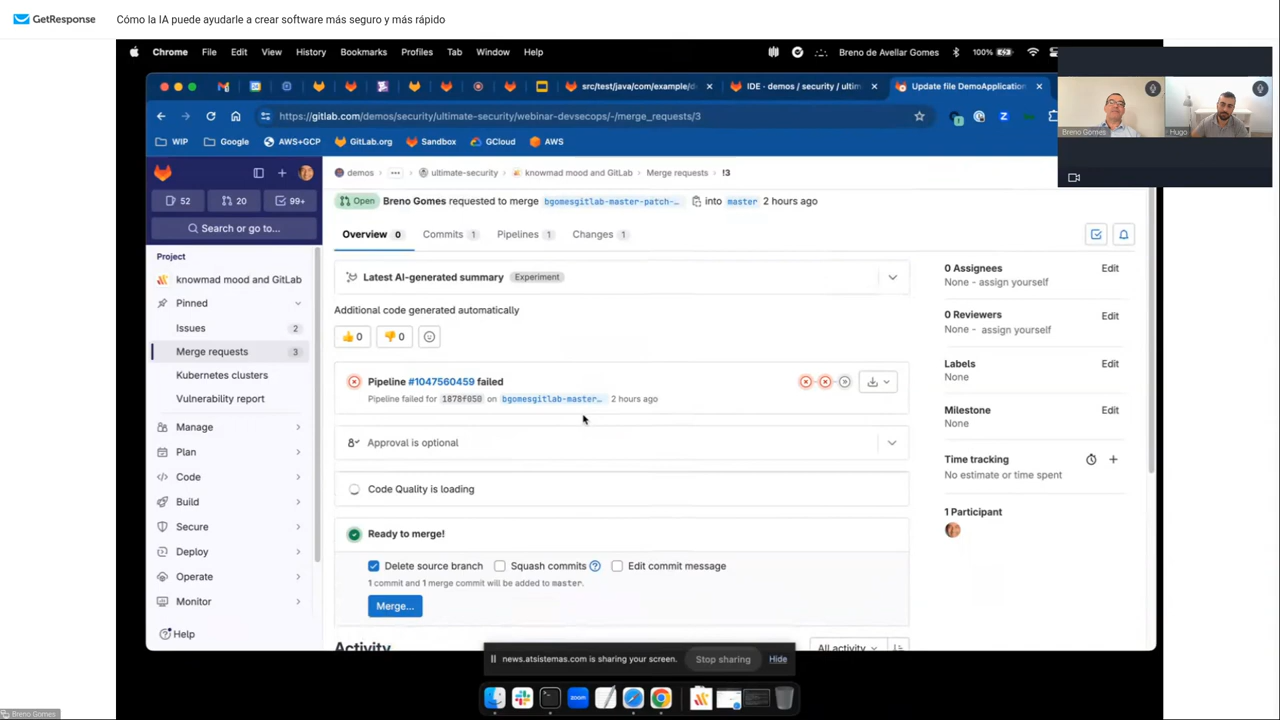 GetResponse Cómo la IA puede ayudarle a crear software más seguro y más rápido
Chrome File Edit View History Bookmarks Profiles Tab Window Help Breno de Avellar Gomes 100%
src/test/java/com/example/d IDE · demos / security / ultim Update file DemoApplication
https://gitlab.com/demos/security/ultimate-security/webinar-devsecops/-/merge_requests/3
WIP Google AWS+GCP GitLab.org Sandbox GCloud AWS
Breno Gomes Hugo
52 20 99+
Search or go to...
Project
knowmad mood and GitLab
Pinned
Issues 2
Merge requests 3
Kubernetes clusters
Vulnerability report
Manage
Plan
Code
Build
Secure
Deploy
Operate
Monitor
Help
demos ... ultimate-security knowmad mood and GitLab Merge requests !3
Open Breno Gomes requested to merge bgomesgitlab-master-patch-... into master 2 hours ago
Overview 0 Commits 1 Pipelines 1 Changes 1
Latest AI-generated summary Experiment
Additional code generated automatically
0 0
Pipeline #1047560459 failed
Pipeline failed for 1878f050 on bgomesgitlab-master... 2 hours ago
Approval is optional
Code Quality is loading
Ready to merge!
Delete source branch Squash commits ? Edit commit message
1 commit and 1 merge commit will be added to master.
Merge...
Activity All activity
0 Assignees Edit
None - assign yourself
0 Reviewers Edit
None - assign yourself
Labels Edit
None
Milestone Edit
None
Time tracking
No estimate or time spent
1 Participant
news.atsistemas.com is sharing your screen. Stop sharing Hide
zoom
Breno Gomes